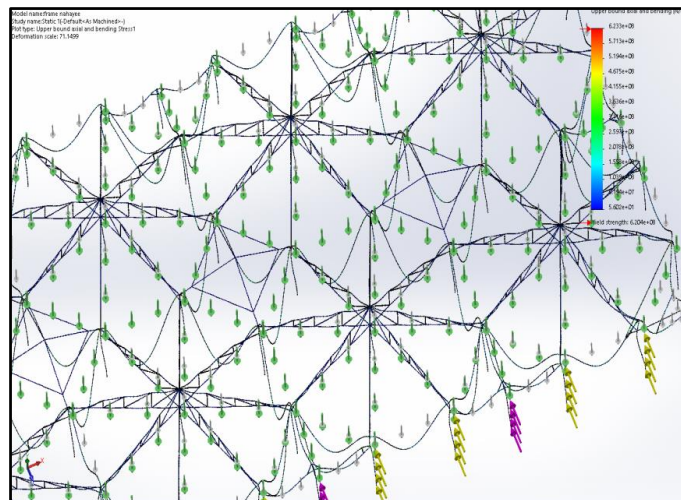 Model name:frame nahayee
Study name:Static 1(-Default<As Machined>-)
Plot type: Upper bound axial and bending Stress1
Deformation scale: 71.1499
Upper bound axial and bending
6.233e+08
5.713e+08
5.194e+08
4.675e+08
4.155e+08
5.602e+01
Yield strength: 6.204e+08